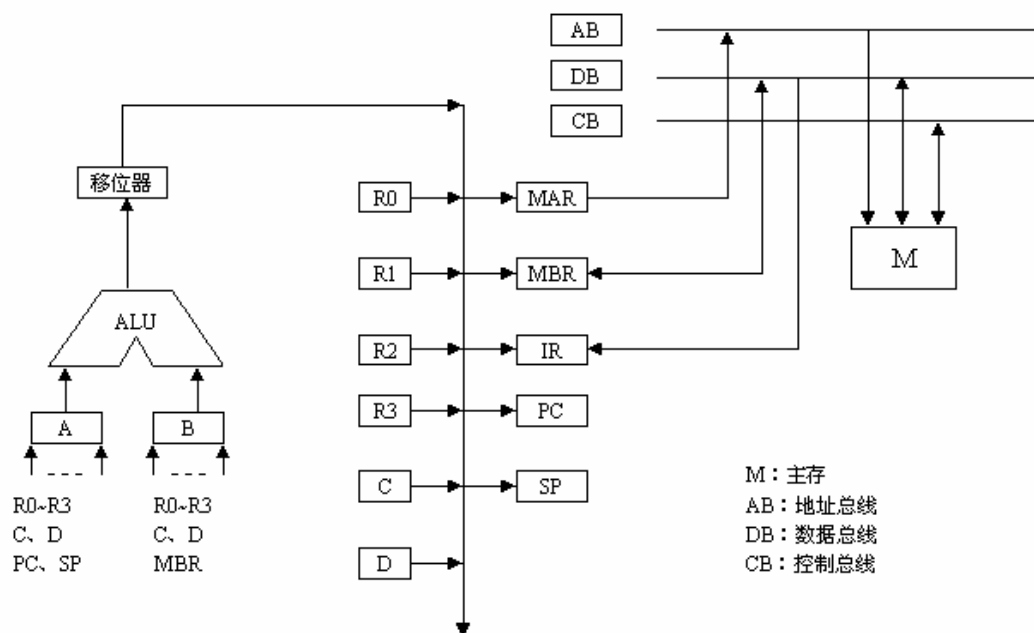 AB
DB
CB
移位器
R0
MAR
R1
MBR
M
ALU
R2
IR
R3
PC
A
B
C
SP
D
R0~R3
C、D
PC、SP
R0~R3
C、D
MBR
M：主存
AB：地址总线
DB：数据总线
CB：控制总线